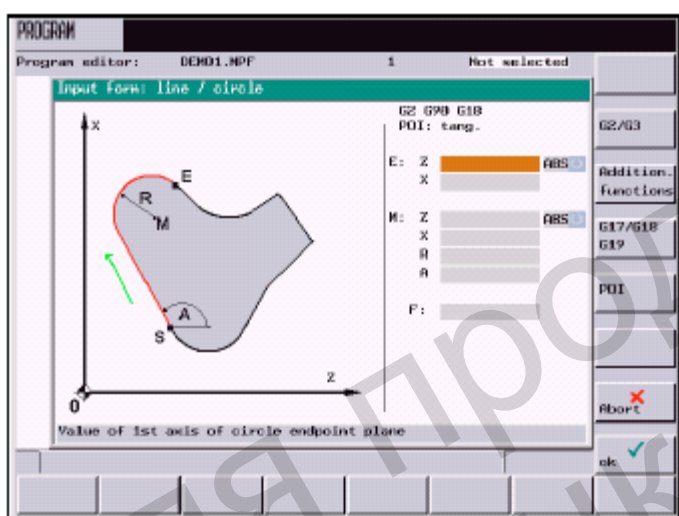 PROGRAM
Program editor: DEMO1.MPF 1 Not selected
Input form: line / circle
G2 G90 G18
POI: tang.
X
E
R
M
A
S
Z
0
E: Z ABS
X
M: Z ABS
X
R
A
F:
Value of 1st axis of circle endpoint plane
G2/G3
Addition.
functions
G17/G18
G19
POI
Abort
ok